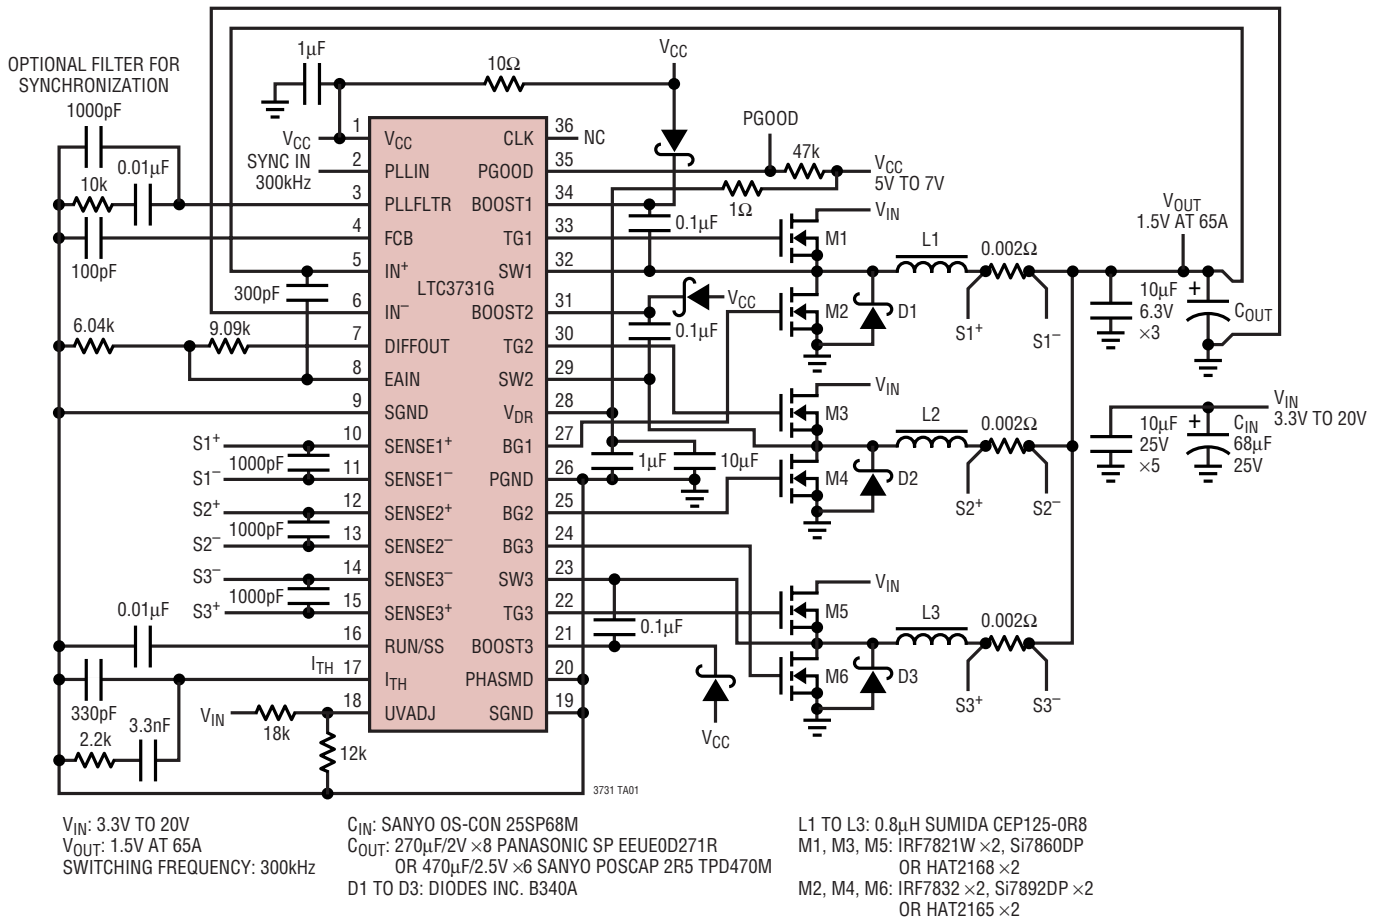 OPTIONAL FILTER FOR
SYNCHRONIZATION
1000pF
10k
0.01μF
100pF
1μF
10Ω
VCC
VCC
SYNC IN
300kHz
300pF
6.04k
9.09k
S1+
1000pF
S1−
S2+
1000pF
S2−
S3−
1000pF
S3+
0.01μF
ITH
330pF
2.2k
3.3nF
VIN
18k
12k
1 VCC
2 PLLIN
3 PLLFLTR
4 FCB
5 IN+
6 IN−
7 DIFFOUT
8 EAIN
9 SGND
10 SENSE1+
11 SENSE1−
12 SENSE2+
13 SENSE2−
14 SENSE3−
15 SENSE3+
16 RUN/SS
17 ITH
18 UVADJ
LTC3731G
CLK 36 NC
PGOOD 35
BOOST1 34
TG1 33
SW1 32
BOOST2 31
TG2 30
SW2 29
VDR 28
BG1 27
PGND 26
BG2 25
BG3 24
SW3 23
TG3 22
BOOST3 21
PHASMD 20
SGND 19
PGOOD
47k
VCC
5V TO 7V
1Ω
0.1μF
VCC
0.1μF
1μF
10μF
0.1μF
VCC
VIN
M1
M2
D1
L1
0.002Ω
S1+
S1−
VIN
M3
M4
D2
L2
0.002Ω
S2+
S2−
VIN
M5
M6
D3
L3
0.002Ω
S3+
S3−
VOUT
1.5V AT 65A
10μF
6.3V
×3
+
COUT
VIN
3.3V TO 20V
10μF
25V
×5
+
CIN
68μF
25V
3731 TA01
VIN: 3.3V TO 20V
VOUT: 1.5V AT 65A
SWITCHING FREQUENCY: 300kHz
CIN: SANYO OS-CON 25SP68M
COUT: 270μF/2V ×8 PANASONIC SP EEUE0D271R
OR 470μF/2.5V ×6 SANYO POSCAP 2R5 TPD470M
D1 TO D3: DIODES INC. B340A
L1 TO L3: 0.8μH SUMIDA CEP125-0R8
M1, M3, M5: IRF7821W ×2, Si7860DP
OR HAT2168 ×2
M2, M4, M6: IRF7832 ×2, Si7892DP ×2
OR HAT2165 ×2